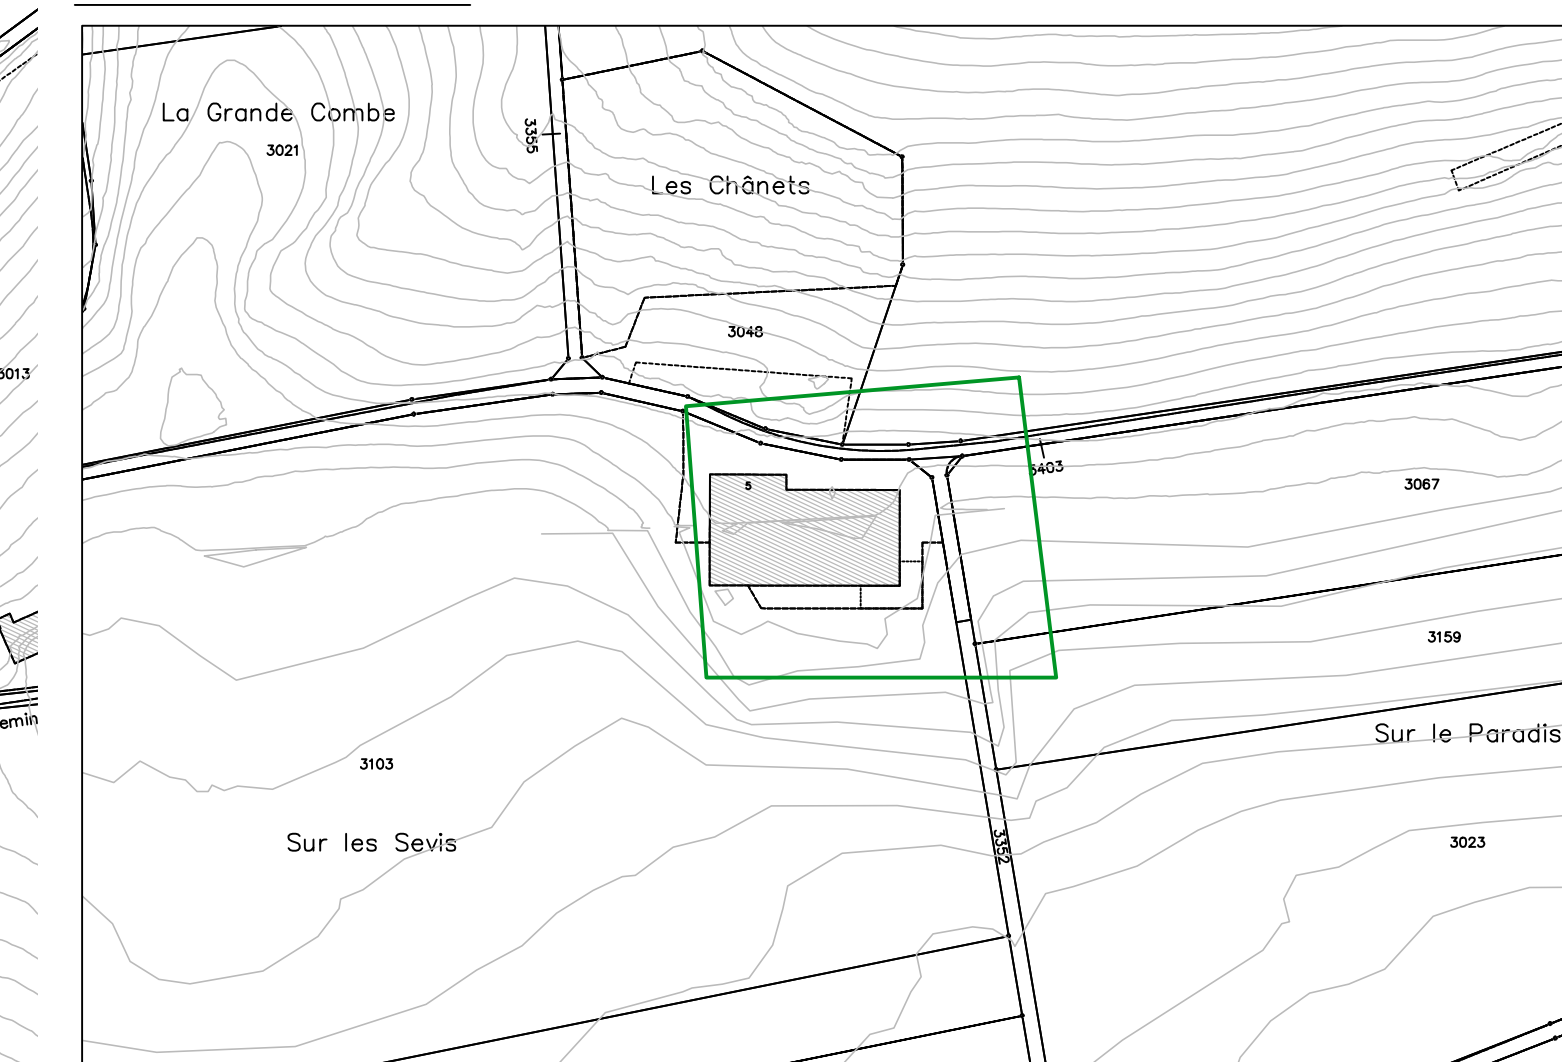 La Grande Combe
3021
3355
Les Chânets
3048
3013
5
6403
3067
3159
emin
Sur le Paradis
3103
Sur les Sevis
3352
3023